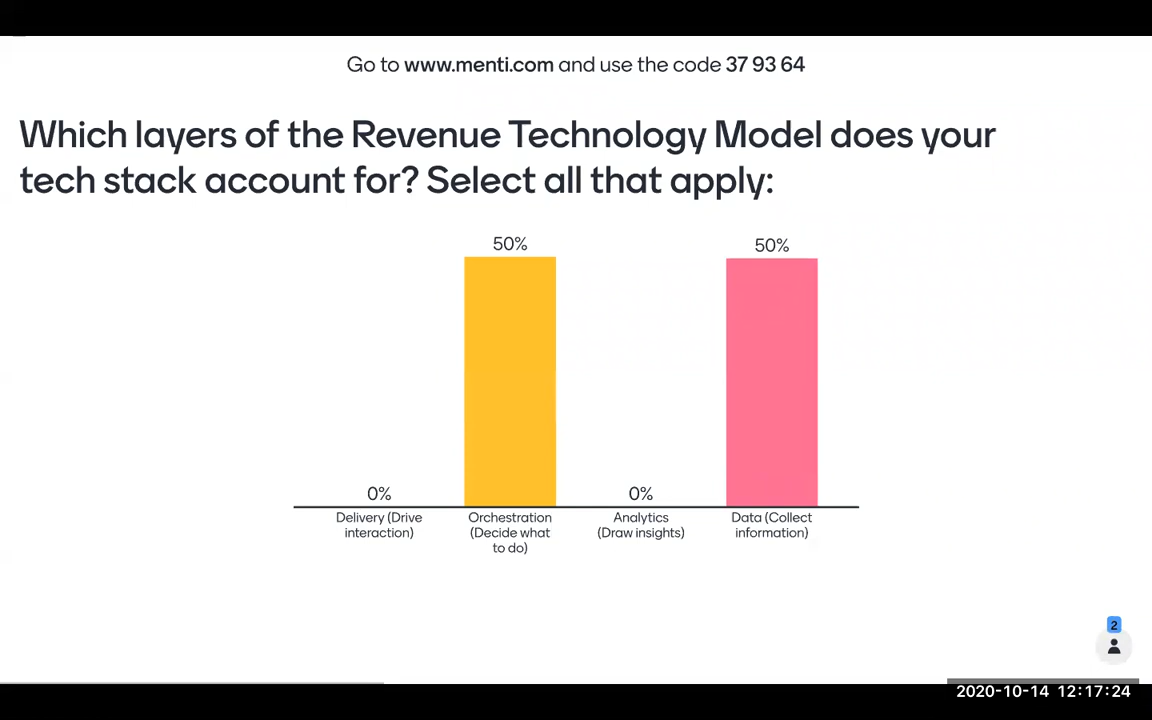 Go to www.menti.com and use the code 37 93 64
Which layers of the Revenue Technology Model does your
tech stack account for? Select all that apply:
50%
50%
0%
0%
Delivery (Drive
interaction)
Orchestration
(Decide what
to do)
Analytics
(Draw insights)
Data (Collect
information)
2
2020-10-14 12:17:24